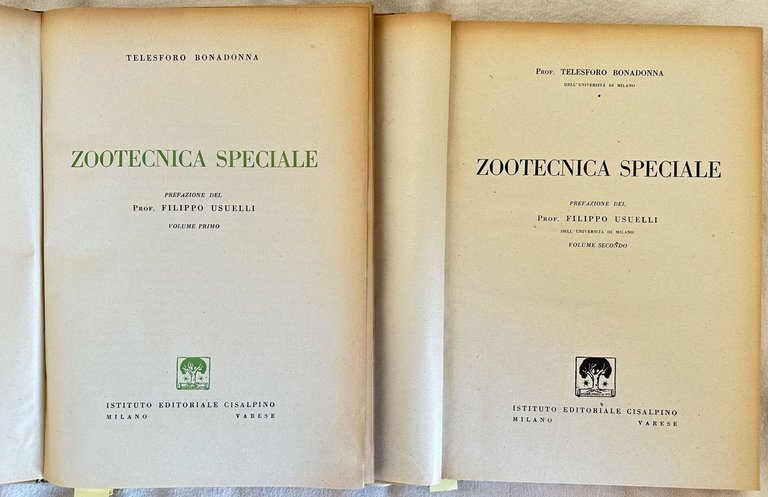 TELESFORO BONADONNA
ZOOTECNICA SPECIALE
PREFAZIONE DEL
PROF. FILIPPO USUELLI
VOLUME PRIMO
ISTITUTO EDITORIALE CISALPINO
MILANO VARESE
PROF. TELESFORO BONADONNA
DELL'UNIVERSITÀ DI MILANO
ZOOTECNICA SPECIALE
PREFAZIONE DEL
PROF. FILIPPO USUELLI
DELL'UNIVERSITÀ DI MILANO
VOLUME SECONDO
ISTITUTO EDITORIALE CISALPINO
MILANO VARESE